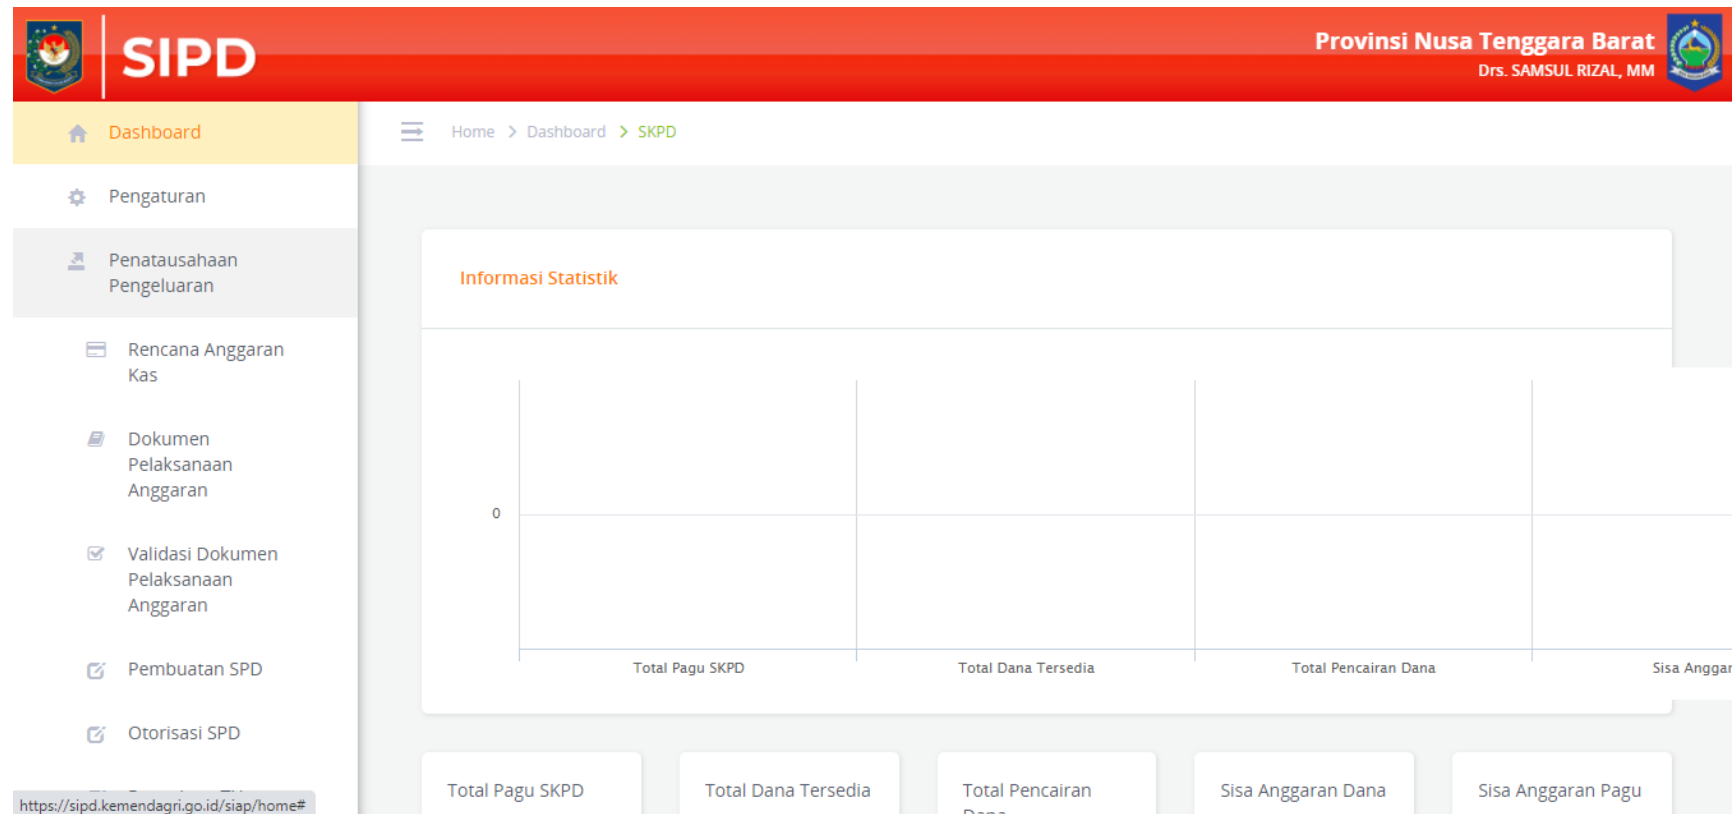 SIPD
Provinsi Nusa Tenggara Barat
Drs. SAMSUL RIZAL, MM
Dashboard
Home > Dashboard > SKPD
Pengaturan
Penatausahaan
Pengeluaran
Rencana Anggaran
Kas
Dokumen
Pelaksanaan
Anggaran
Validasi Dokumen
Pelaksanaan
Anggaran
Pembuatan SPD
Otorisasi SPD
https://sipd.kemendagri.go.id/siap/home#
Informasi Statistik
0
Total Pagu SKPD
Total Dana Tersedia
Total Pencairan Dana
Sisa Anggar
Total Pagu SKPD
Total Dana Tersedia
Total Pencairan
Dana
Sisa Anggaran Dana
Sisa Anggaran Pagu